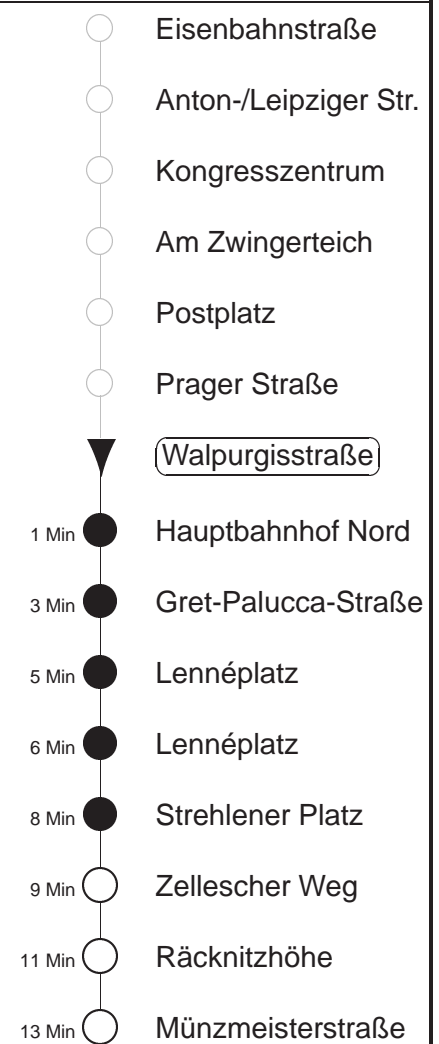 Eisenbahnstraße
Anton-/Leipziger Str.
Kongresszentrum
Am Zwingerteich
Postplatz
Prager Straße
Walpurgisstraße
1 Min Hauptbahnhof Nord
3 Min Gret-Palucca-Straße
5 Min Lennéplatz
6 Min Lennéplatz
8 Min Strehlener Platz
9 Min Zellescher Weg
11 Min Räcknitzhöhe
13 Min Münzmeisterstraße